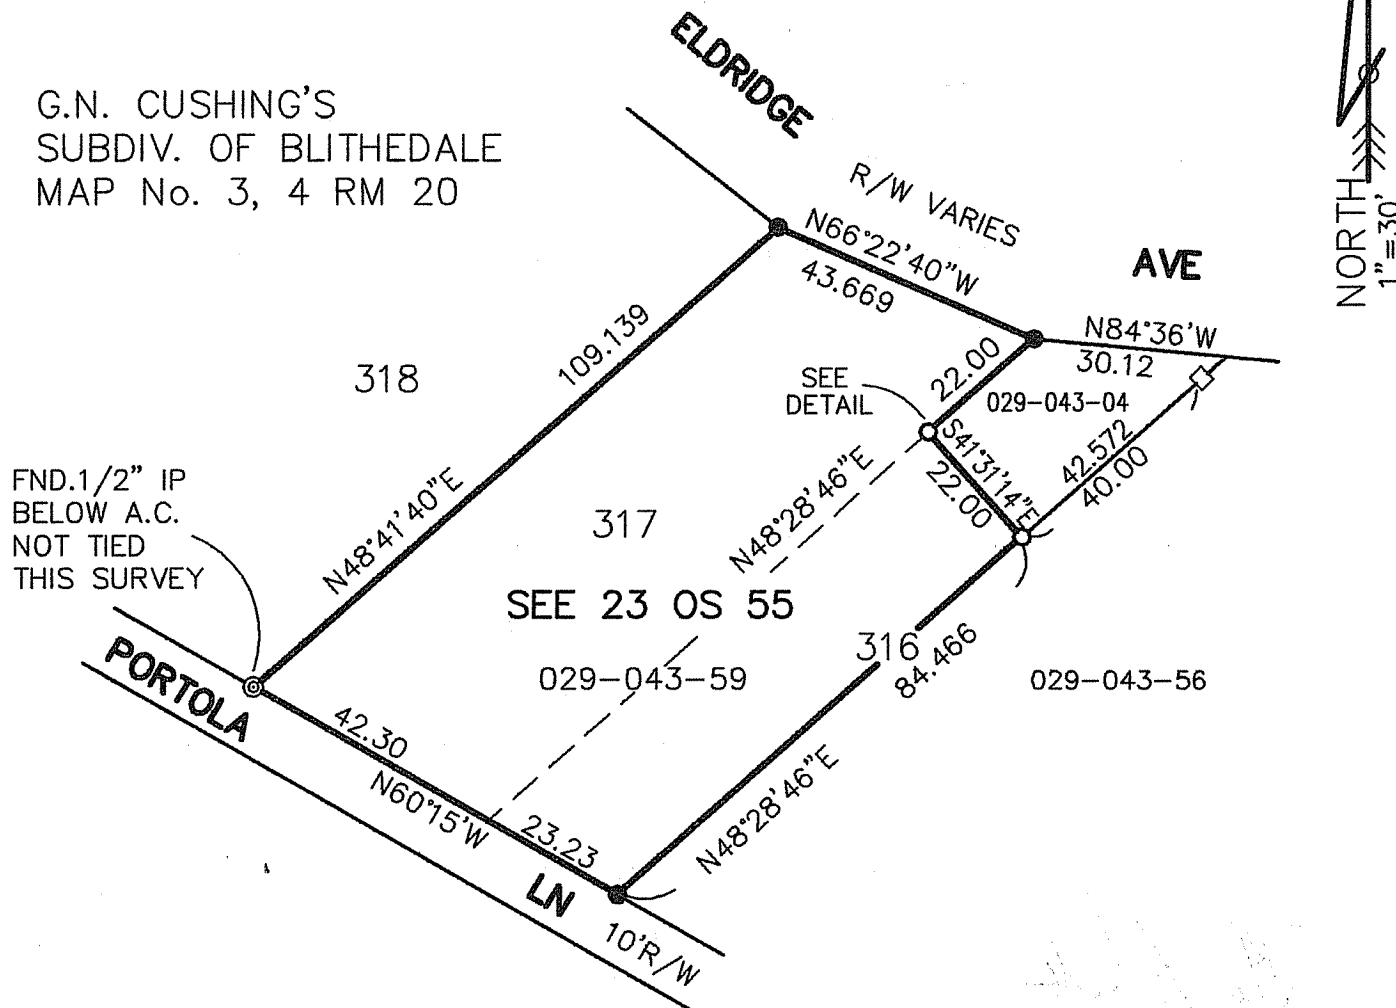 ELDRIDGE
G.N. CUSHING'S
SUBDIV. OF BLITHEDALE
MAP No. 3, 4 RM 20
R/W VARIES
NORTH
1"=30'
N66°22'40"W
43.669
AVE
N84°36'W
30.12
109.139
22.00
318
SEE
DETAIL
029-043-04
S41°31'14"E
22.00
42.572
40.00
FND.1/2" IP
BELOW A.C.
NOT TIED
THIS SURVEY
N48°41'40"E
317
N48°28'46"E
SEE 23 OS 55
316
84.466
029-043-59
029-043-56
PORTOLA
42.30
N60°15'W
23.23
N48°28'46"E
LN
10'R/W